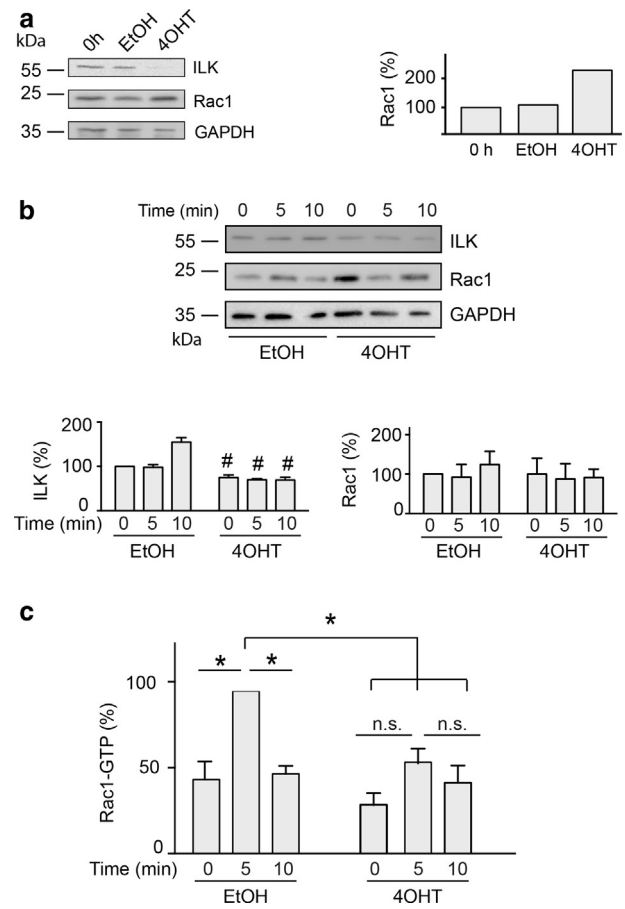 a
kDa
0h EtOH 4OHT
55 ILK
25 Rac1
35 GAPDH
Rac1 (%)
200
100
0 h EtOH 4OHT
b
Time (min) 0 5 10 0 5 10
55 ILK
25 Rac1
35 GAPDH
kDa
EtOH 4OHT
ILK (%)
200
100
0
# # #
Time (min) 0 5 10 0 5 10
EtOH 4OHT
Rac1 (%)
200
100
0
0 5 10 0 5 10
EtOH 4OHT
c
*
* *
n.s. n.s.
Rac1-GTP (%)
100
50
0
Time (min) 0 5 10 0 5 10
EtOH 4OHT